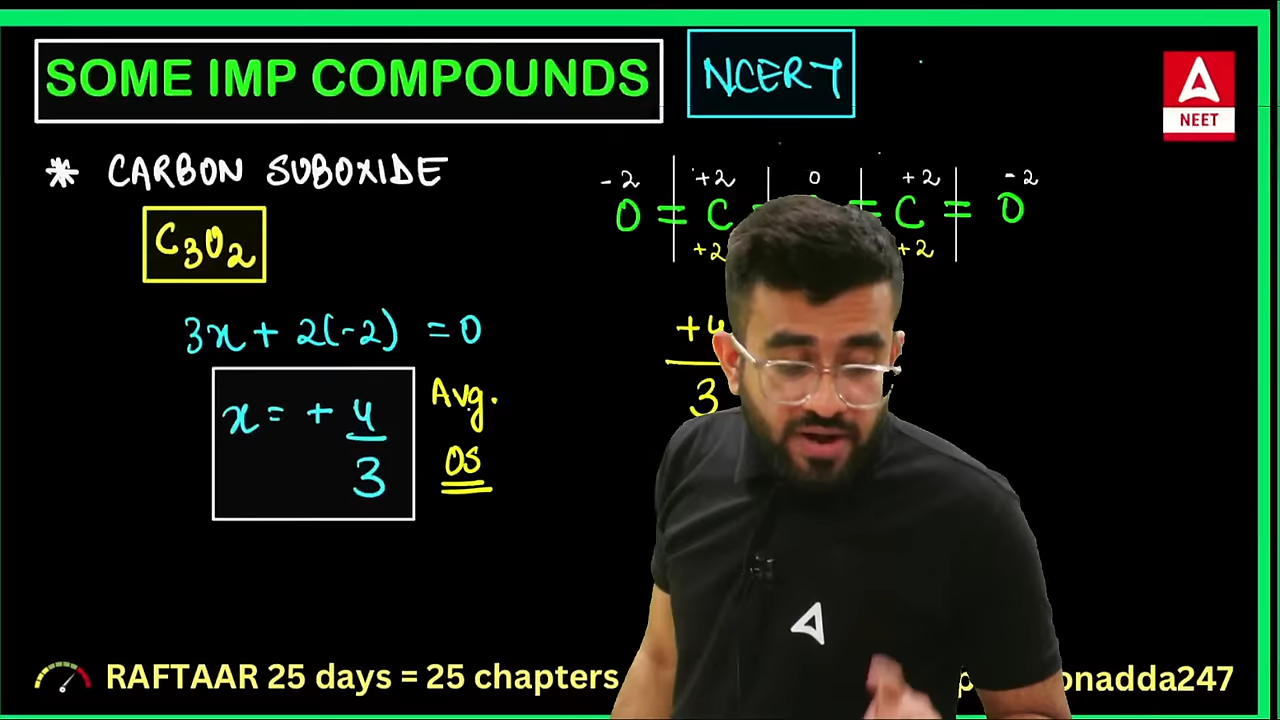 SOME IMP COMPOUNDS
NCERT
NEET
* CARBON SUBOXIDE
C₃O₂
-2 +2 0 +2 -2
O = C = C = O
+2 +2
3x + 2(-2) = 0
x = + 4/3
Avg.
OS
+4
3
RAFTAAR 25 days = 25 chapters
onadda247